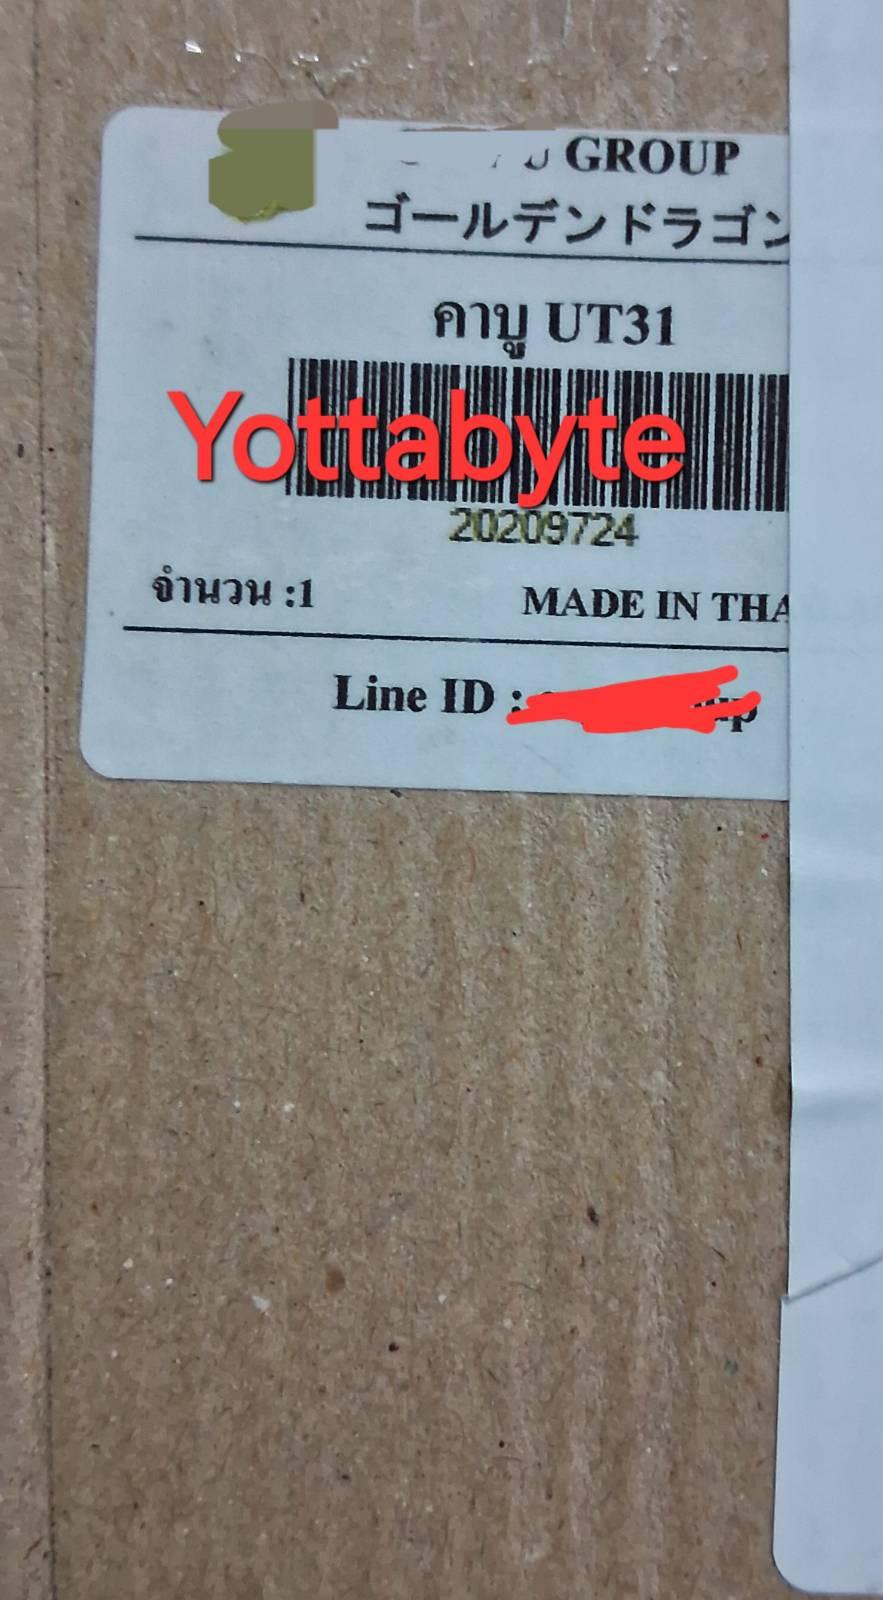 GROUP
ゴールデンドラゴン
คาบู UT31
Yottabyte
20209724
จำนวน :1
MADE IN THA
Line ID :